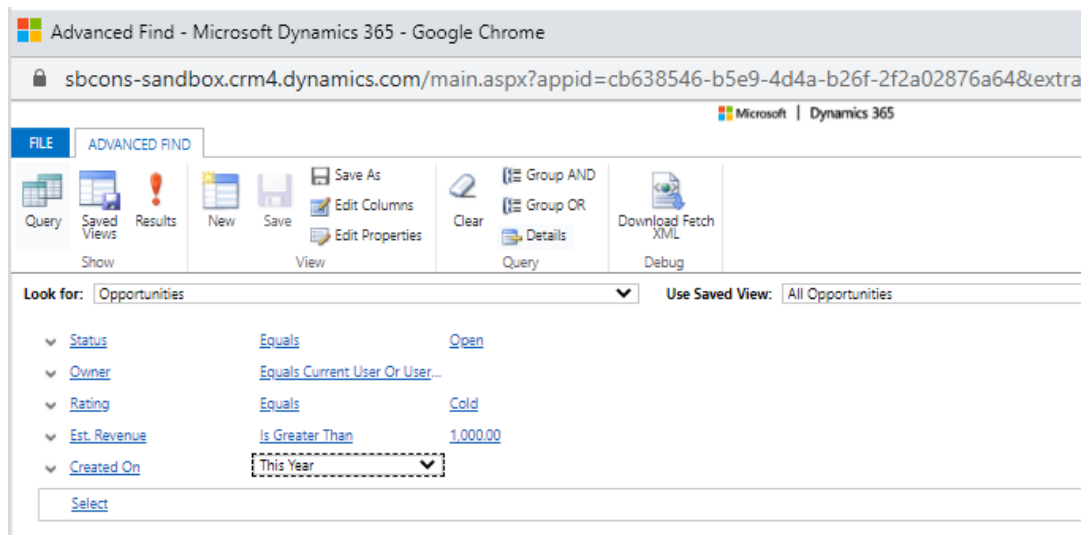 Advanced Find - Microsoft Dynamics 365 - Google Chrome
sbcons-sandbox.crm4.dynamics.com/main.aspx?appid=cb638546-b5e9-4d4a-b26f-2f2a02876a64&extra
Microsoft | Dynamics 365
FILE ADVANCED FIND
Query Saved Views Results New Save Save As Edit Columns Edit Properties Clear Group AND Group OR Details Download Fetch XML
Show View Query Debug
Look for: Opportunities Use Saved View: All Opportunities
Status Equals Open
Owner Equals Current User Or User...
Rating Equals Cold
Est. Revenue Is Greater Than 1,000.00
Created On This Year
Select